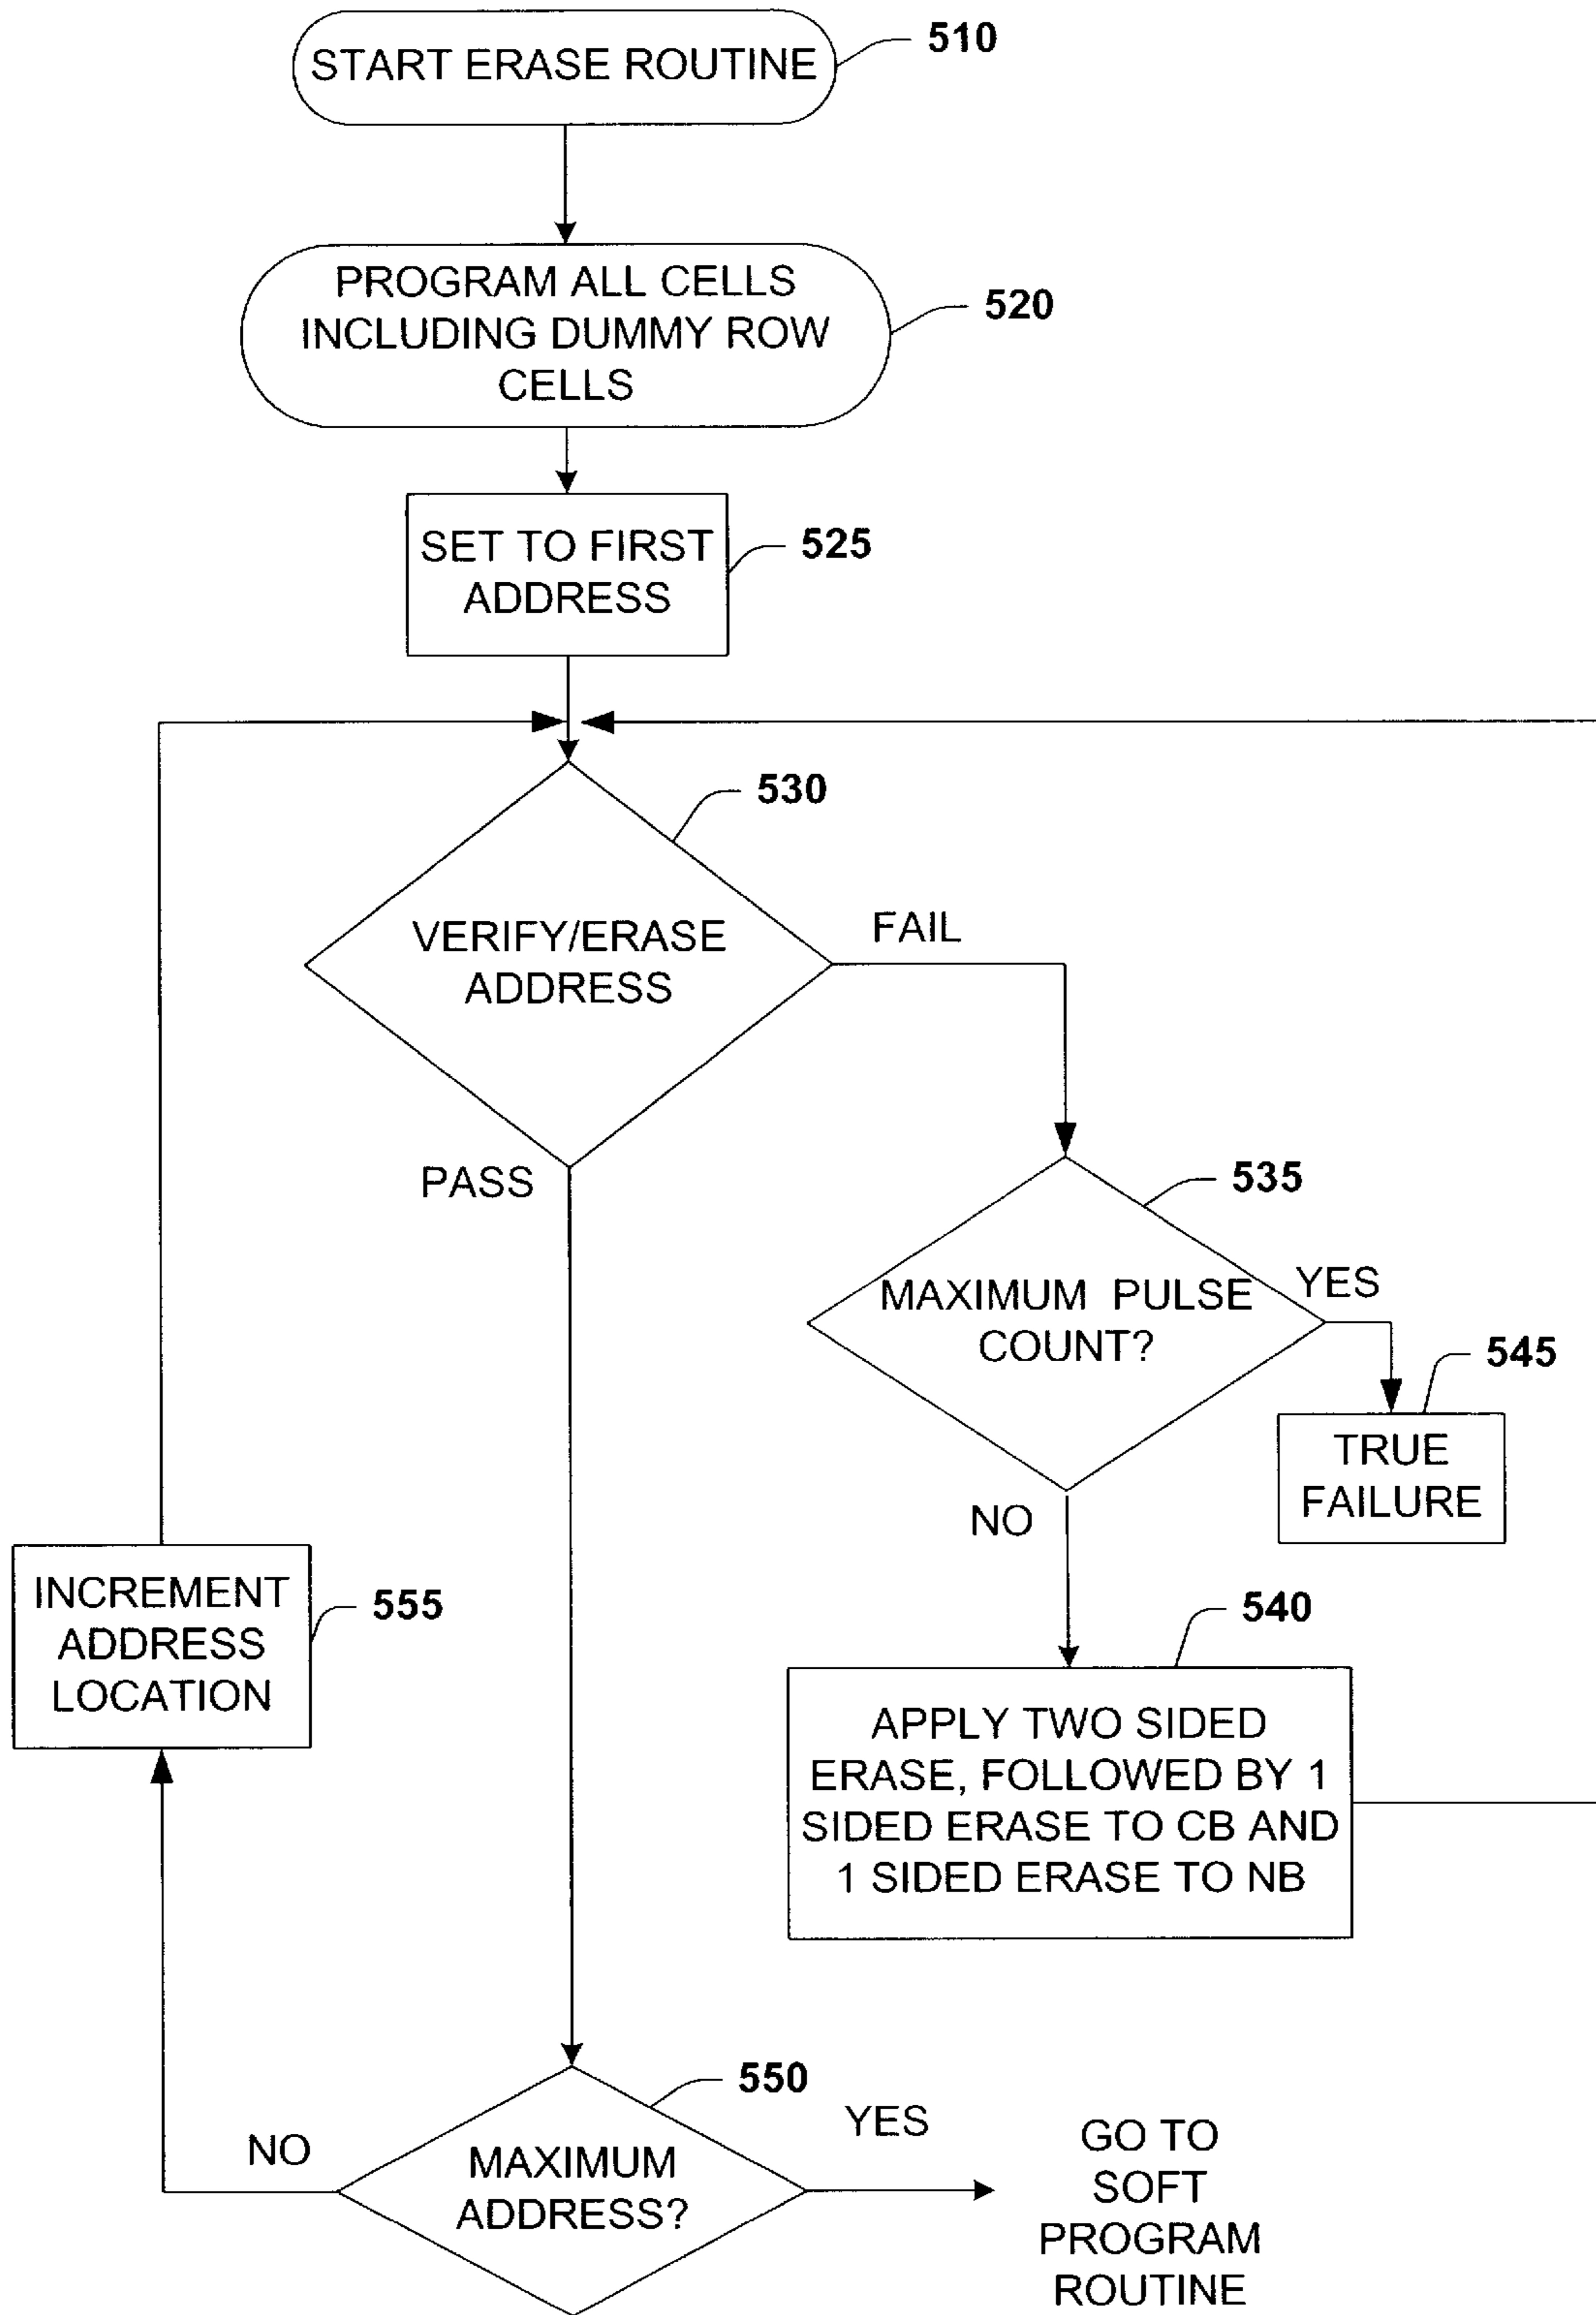 START ERASE ROUTINE
510
PROGRAM ALL CELLS
INCLUDING DUMMY ROW
CELLS
520
SET TO FIRST
ADDRESS
525
530
VERIFY/ERASE
ADDRESS
FAIL
PASS
535
MAXIMUM PULSE
COUNT?
YES
545
TRUE
FAILURE
NO
540
APPLY TWO SIDED
ERASE, FOLLOWED BY 1
SIDED ERASE TO CB AND
1 SIDED ERASE TO NB
INCREMENT
ADDRESS
LOCATION
555
550
MAXIMUM
ADDRESS?
NO
YES
GO TO
SOFT
PROGRAM
ROUTINE